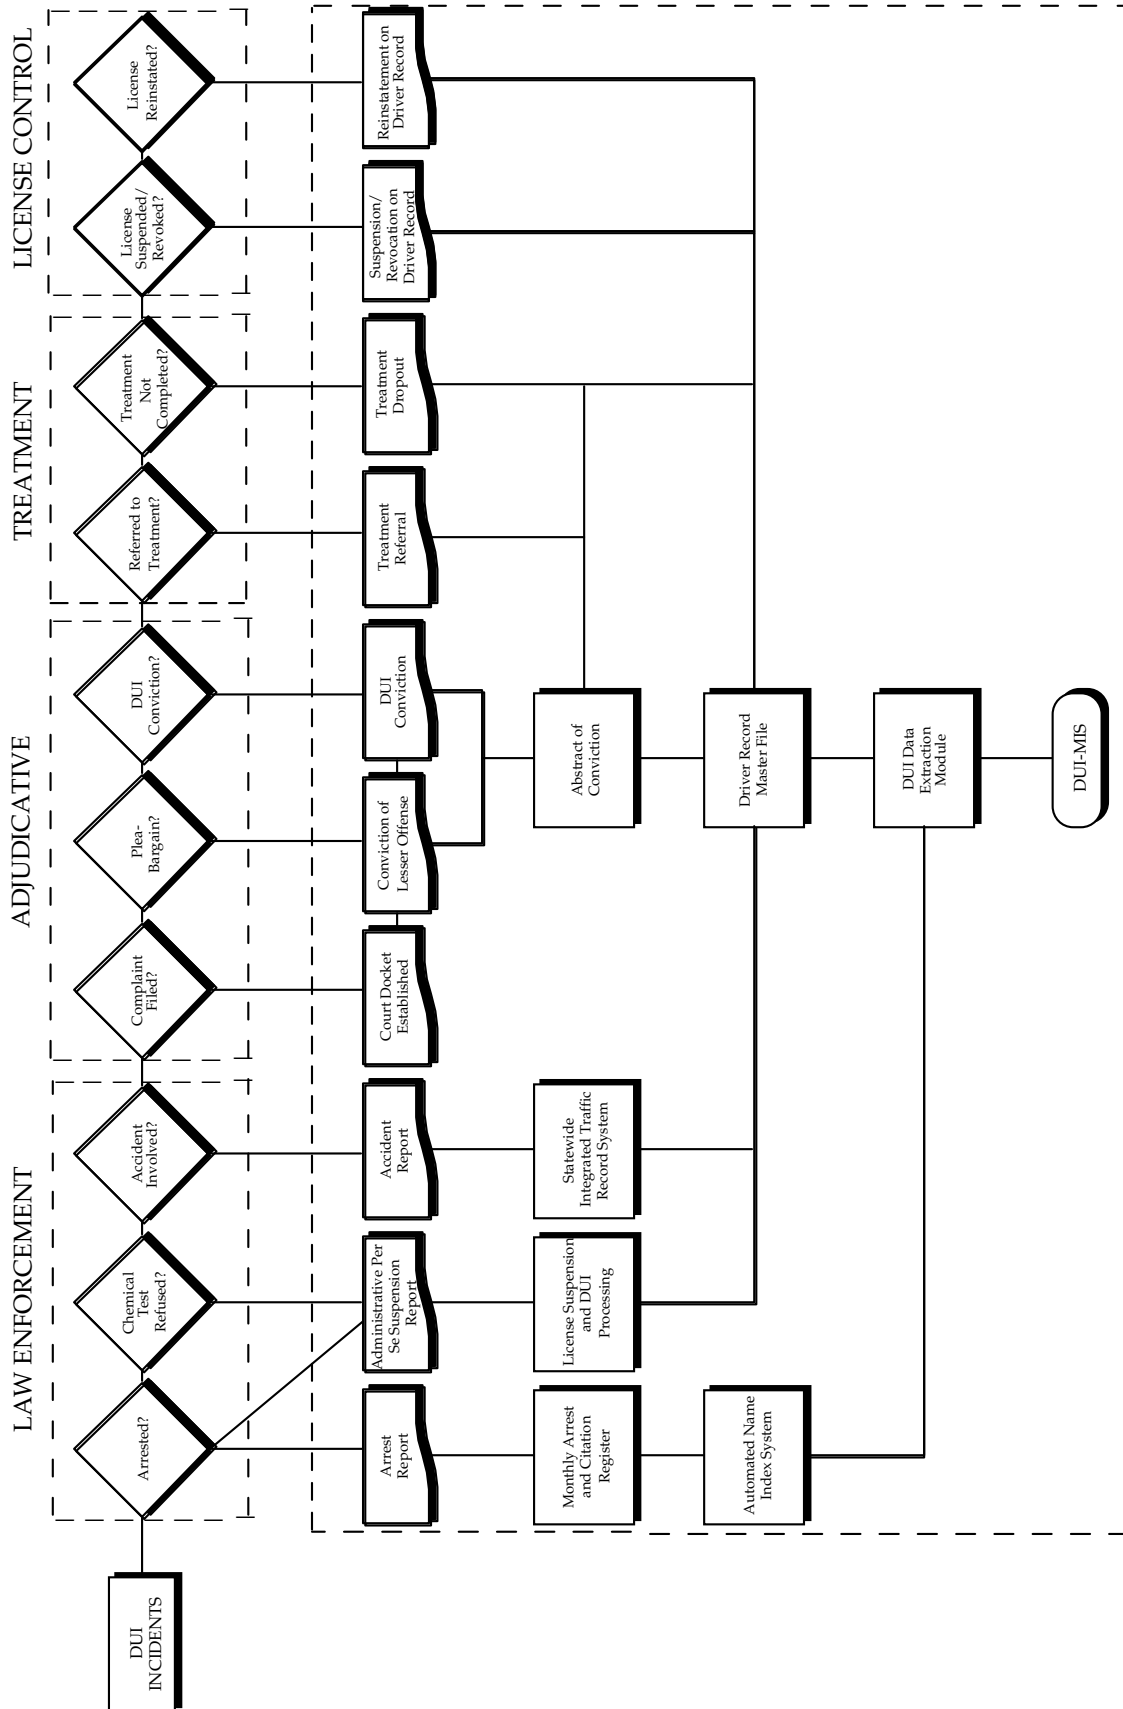 DUI
INCIDENTS
LAW ENFORCEMENT
ADJUDICATIVE
TREATMENT
LICENSE CONTROL
Arrested?
Chemical
Test
Refused?
Accident
Involved?
Complaint
Filed?
Plea-
Bargain?
DUI
Conviction?
Referred to
Treatment?
Treatment
Not
Completed?
License
Suspended/
Revoked?
License
Reinstated?
Arrest
Report
Administrative Per
Se Suspension
Report
Accident
Report
Court Docket
Established
Conviction of
Lesser Offense
DUI
Conviction
Treatment
Referral
Treatment
Dropout
Suspension/
Revocation on
Driver Record
Reinstatement on
Driver Record
Monthly Arrest
and Citation
Register
License Suspension
and DUI
Processing
Statewide
Integrated Traffic
Record System
Abstract of
Conviction
Automated Name
Index System
Driver Record
Master File
DUI Data
Extraction
Module
DUI-MIS